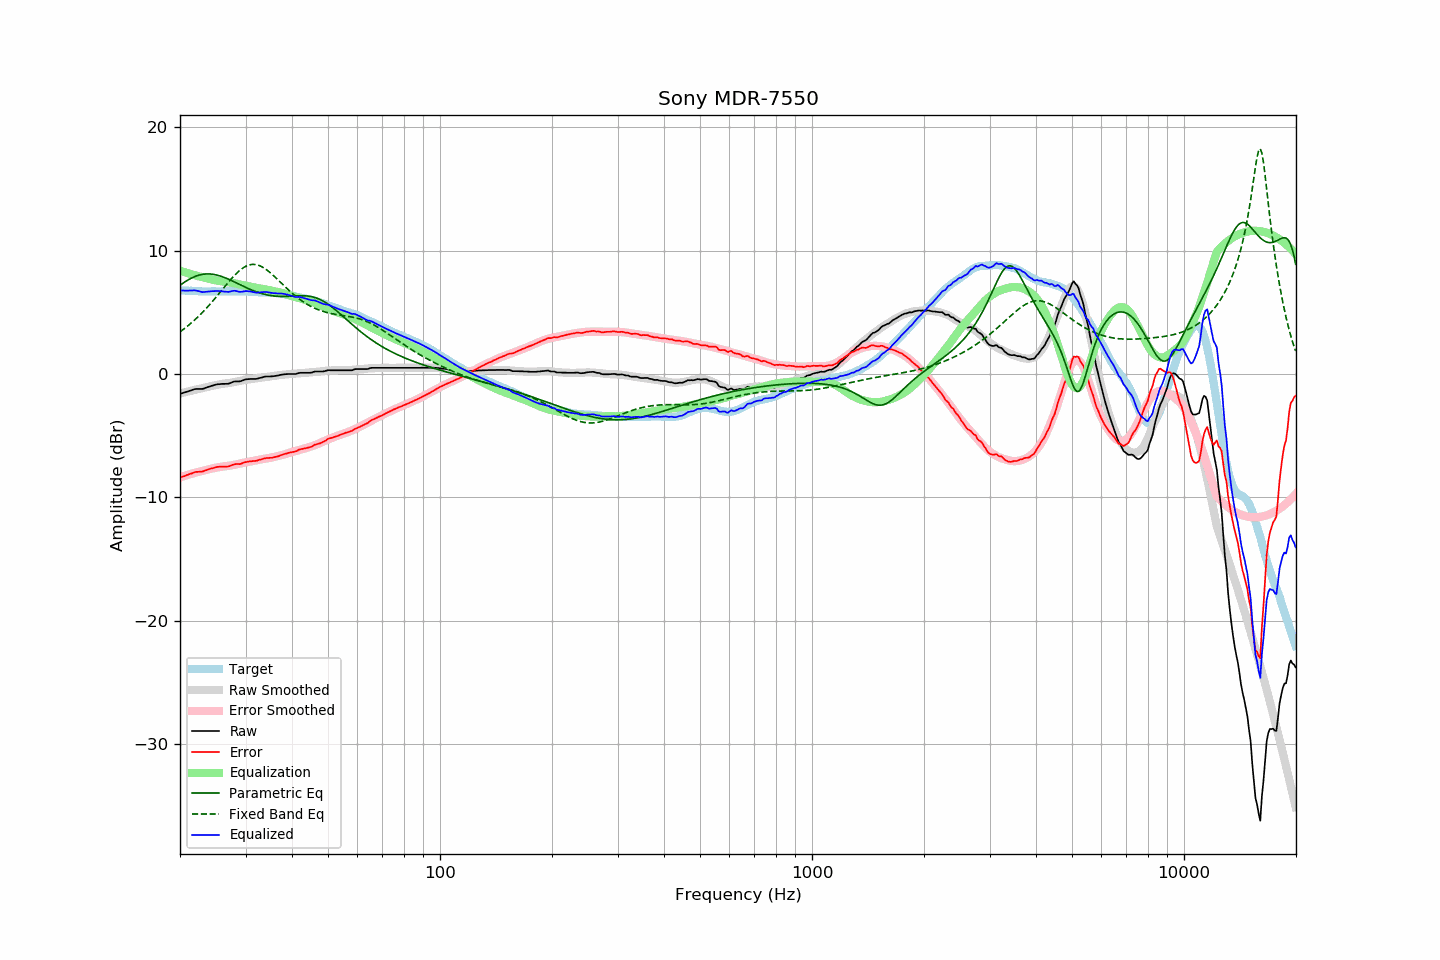 Sony MDR-7550
20
10
0
−10
−20
−30
Amplitude (dBr)
Target
Raw Smoothed
Error Smoothed
Raw
Error
Equalization
Parametric Eq
Fixed Band Eq
Equalized
100
1000
10000
Frequency (Hz)